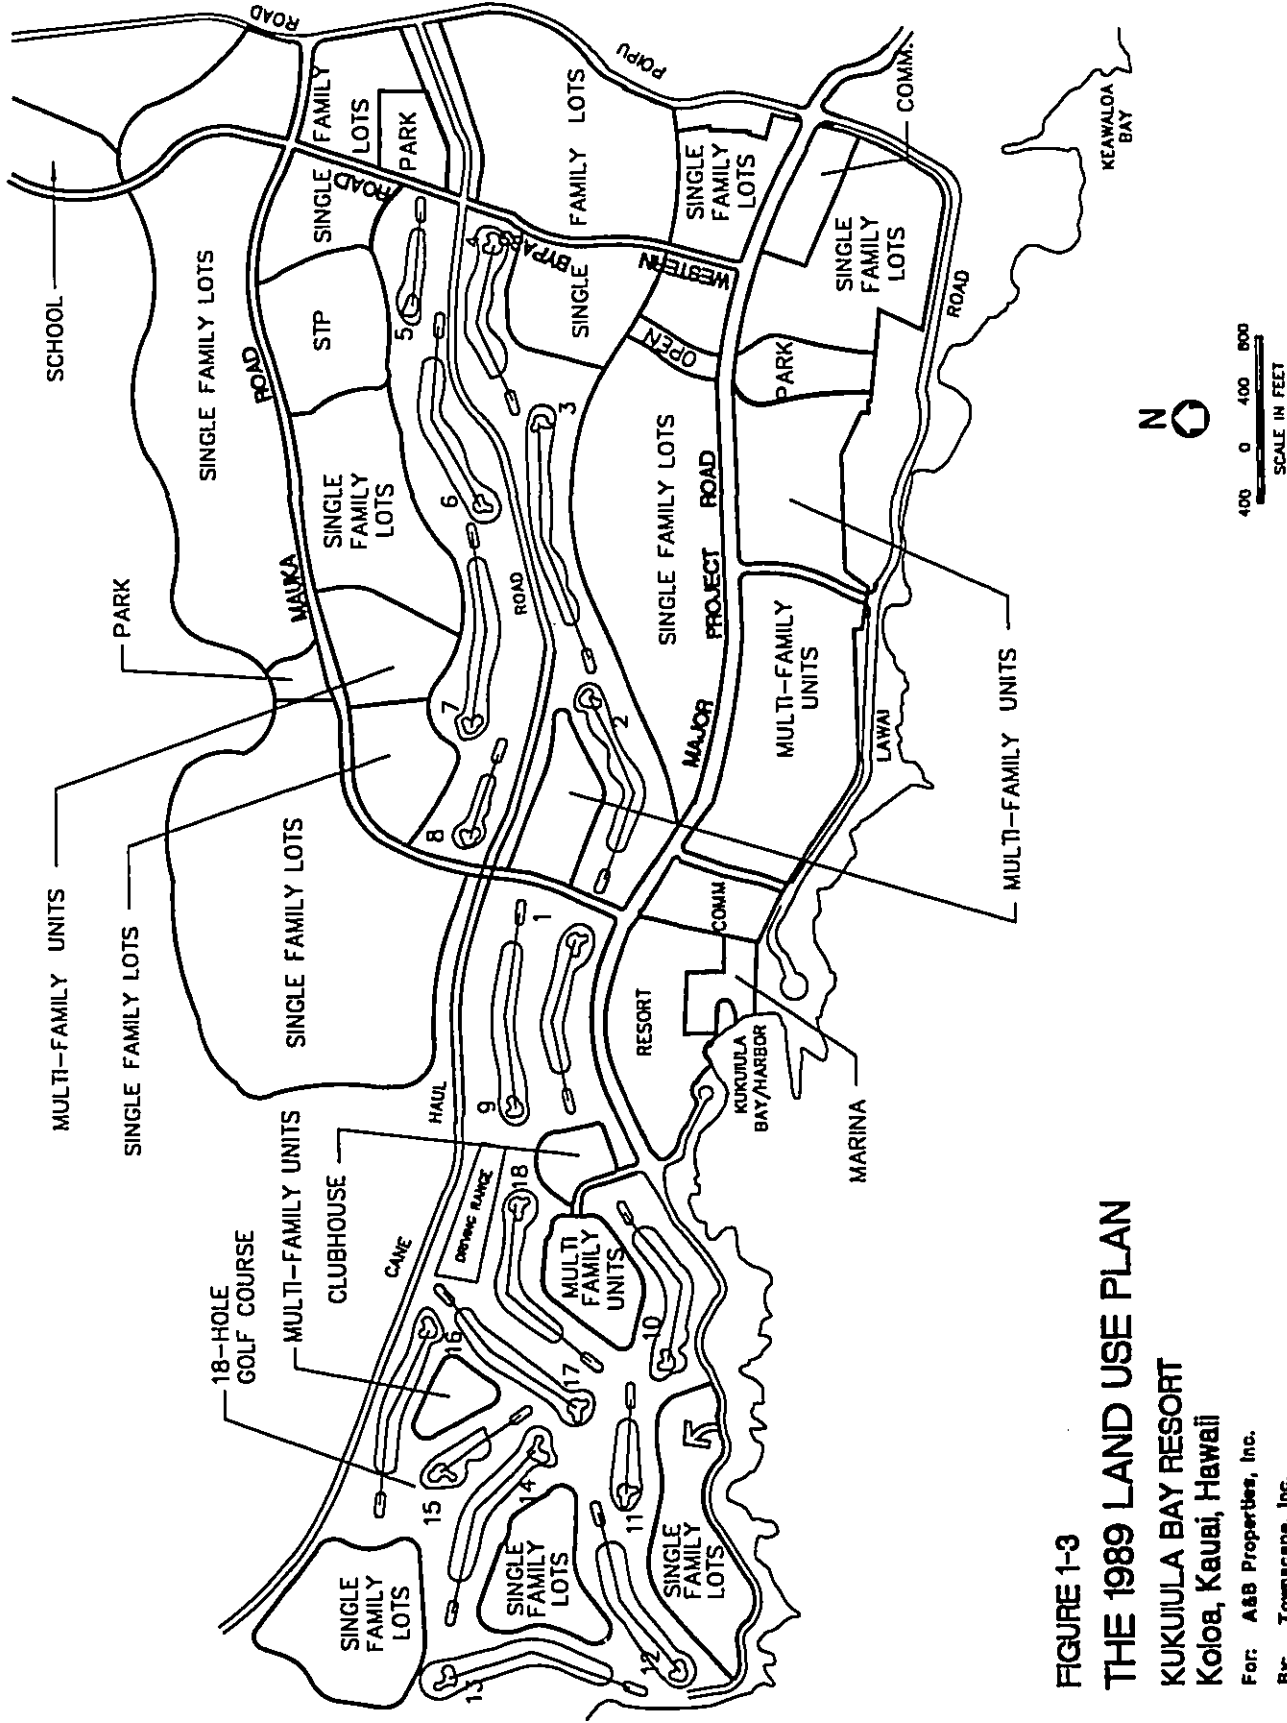 SCHOOL
PARK
MULTI-FAMILY UNITS
SINGLE FAMILY LOTS
MULTI-FAMILY UNITS
CLUBHOUSE
18-HOLE
GOLF COURSE
ROAD
SINGLE FAMILY LOTS
MAUKA
ROAD
SINGLE FAMILY LOTS
SINGLE FAMILY
LOTS
PARK
ROAD
STP
SINGLE
FAMILY
LOTS
5
6
7
8
4
3
2
1
9
HAUL
CANE
ROAD
DRIVING RANGE
18
16
17
15
14
13
12
11
10
SINGLE
FAMILY
LOTS
SINGLE
FAMILY
LOTS
SINGLE
FAMILY
LOTS
MULTI
FAMILY
UNITS
POIPU
SINGLE FAMILY LOTS
BYPASS
WESTERN
SINGLE
FAMILY
LOTS
COMM.
SINGLE
FAMILY
LOTS
OPEN
PARK
SINGLE FAMILY LOTS
MAJOR PROJECT ROAD
MULTI-FAMILY
UNITS
LAWAI
ROAD
COMM
RESORT
KUKUIULA
BAY/HARBOR
MARINA
MULTI-FAMILY UNITS
KEAWALOA
BAY
N
400 0 400 800
SCALE IN FEET
FIGURE 1-3
THE 1989 LAND USE PLAN
KUKUIULA BAY RESORT
Koloa, Kauai, Hawaii
For: A&B Properties, Inc.
By: Townscape, Inc.